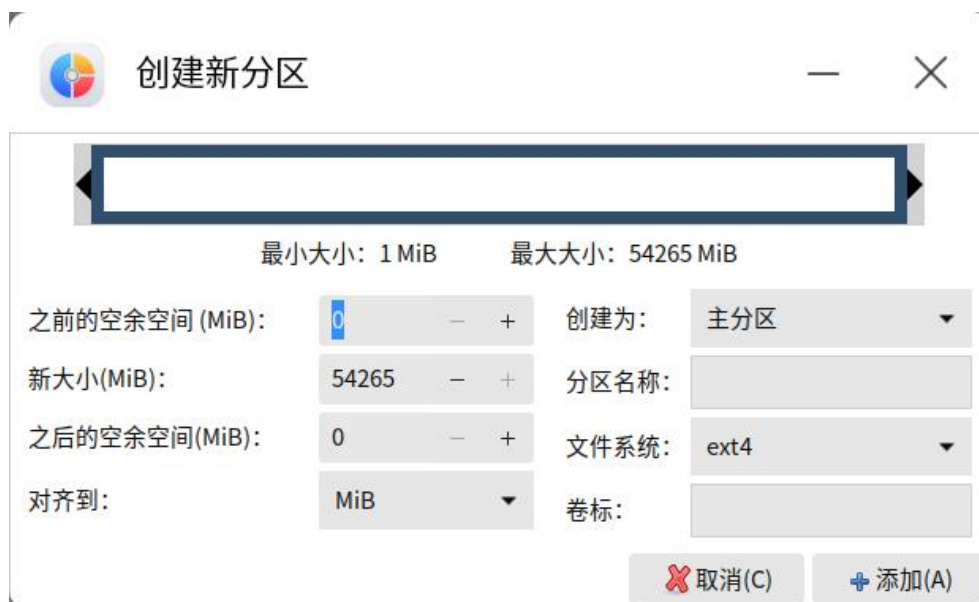 创建新分区
最小大小：1 MiB 最大大小：54265 MiB
之前的空余空间 (MiB)： 0 创建为： 主分区
新大小(MiB)： 54265 分区名称：
之后的空余空间(MiB)： 0 文件系统： ext4
对齐到： MiB 卷标：
取消(C) 添加(A)